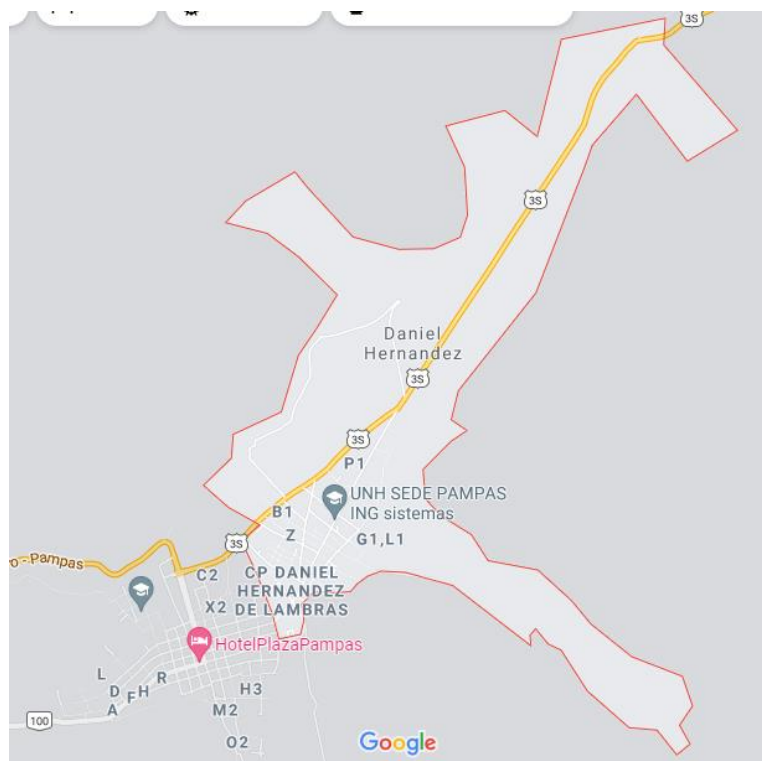 3S
3S
Daniel
Hernandez
3S
3S
P1
UNH SEDE PAMPAS
ING sistemas
B1
Z
G1,L1
3S
o - Pampas
C2
CP DANIEL
HERNANDEZ
DE LAMBRAS
X2
HotelPlazaPampas
L
R
D
H
F
A
H3
M2
100
O2
Google